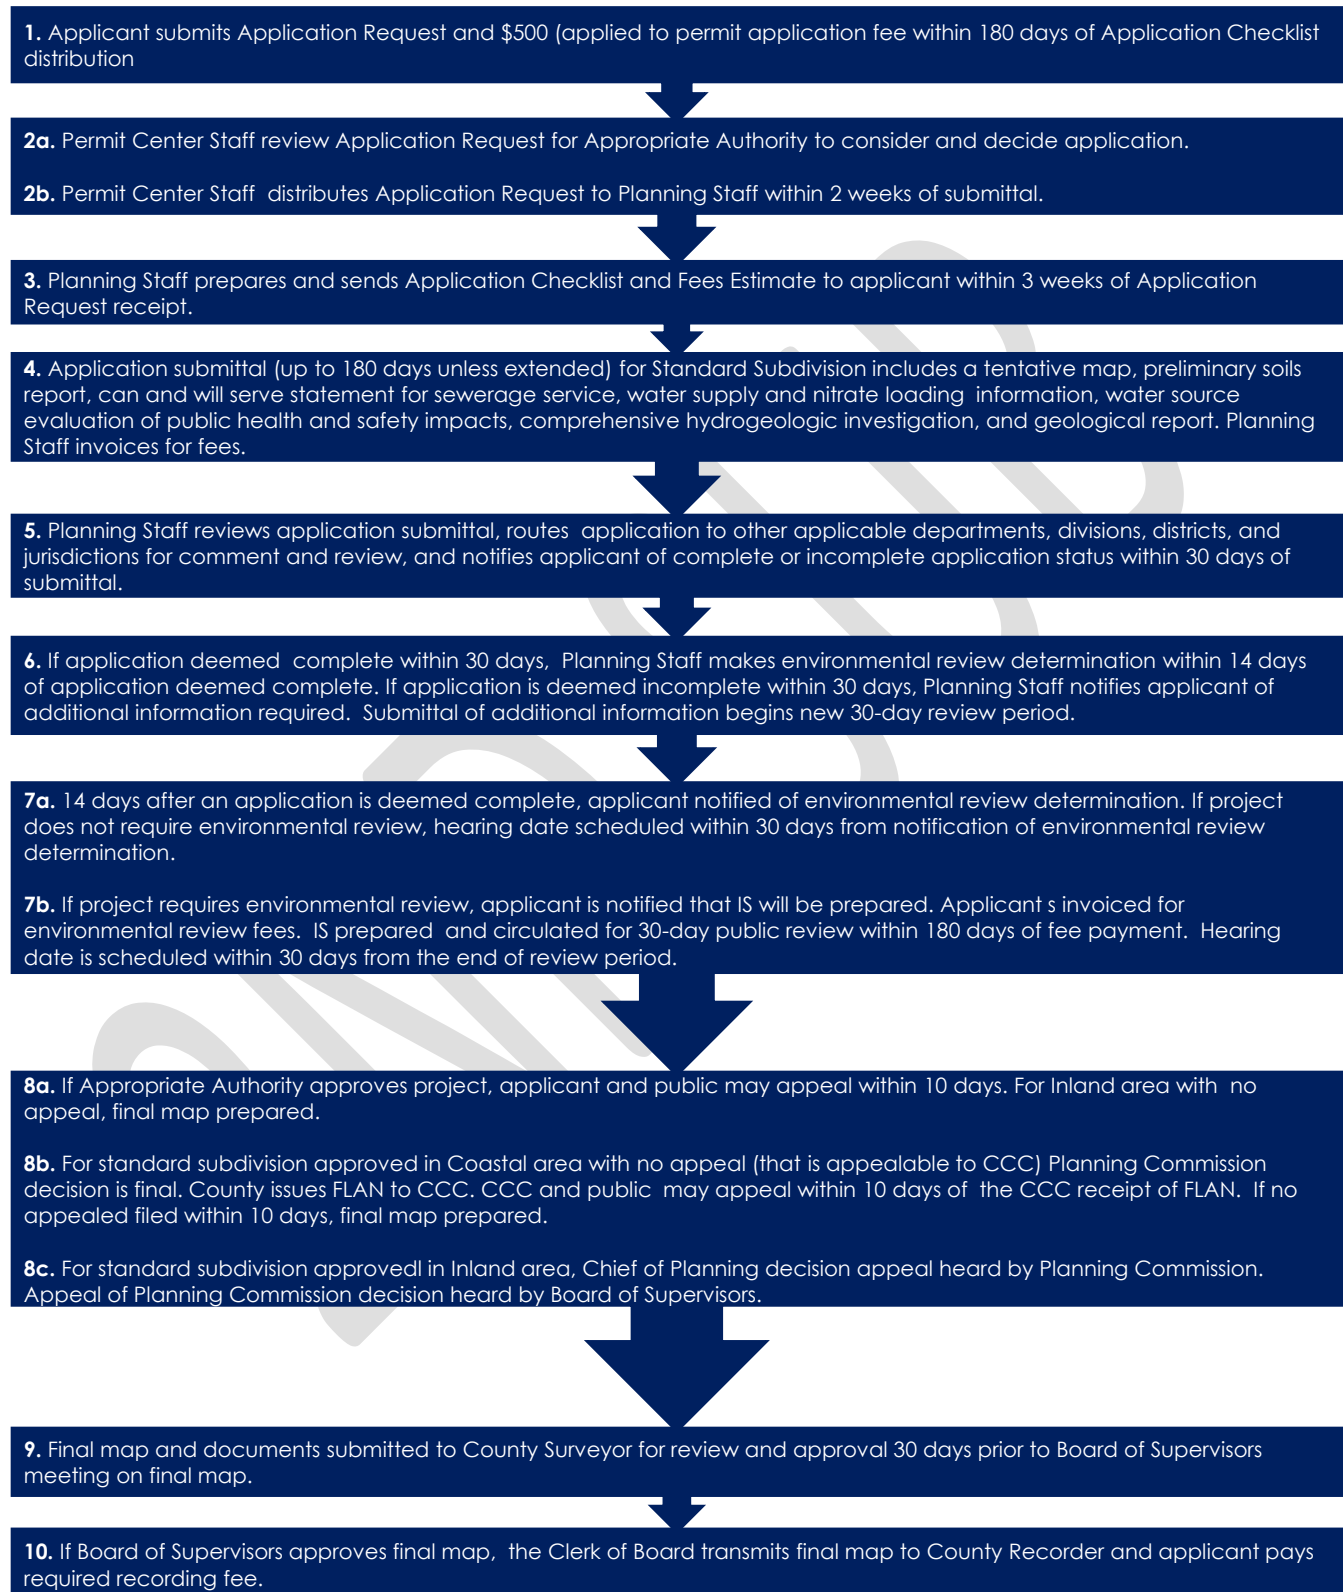 1. Applicant submits Application Request and $500 (applied to permit application fee within 180 days of Application Checklist
distribution
2a. Permit Center Staff review Application Request for Appropriate Authority to consider and decide application.
2b. Permit Center Staff  distributes Application Request to Planning Staff within 2 weeks of submittal.
3. Planning Staff prepares and sends Application Checklist and Fees Estimate to applicant within 3 weeks of Application
Request receipt.
4. Application submittal (up to 180 days unless extended) for Standard Subdivision includes a tentative map, preliminary soils
report, can and will serve statement for sewerage service, water supply and nitrate loading  information, water source
evaluation of public health and safety impacts, comprehensive hydrogeologic investigation, and geological report. Planning
Staff invoices for fees.
5. Planning Staff reviews application submittal, routes  application to other applicable departments, divisions, districts, and
jurisdictions for comment and review, and notifies applicant of complete or incomplete application status within 30 days of
submittal.
6. If application deemed  complete within 30 days,  Planning Staff makes environmental review determination within 14 days
of application deemed complete. If application is deemed incomplete within 30 days, Planning Staff notifies applicant of
additional information required.  Submittal of additional information begins new 30-day review period.
7a. 14 days after an application is deemed complete, applicant notified of environmental review determination. If project
does not require environmental review, hearing date scheduled within 30 days from notification of environmental review
determination.
7b. If project requires environmental review, applicant is notified that IS will be prepared. Applicant s invoiced for
environmental review fees.  IS prepared  and circulated for 30-day public review within 180 days of fee payment.  Hearing
date is scheduled within 30 days from the end of review period.
8a. If Appropriate Authority approves project, applicant and public may appeal within 10 days. For Inland area with  no
appeal, final map prepared.
8b. For standard subdivision approved in Coastal area with no appeal (that is appealable to CCC) Planning Commission
decision is final. County issues FLAN to CCC. CCC and public  may appeal within 10 days of  the CCC receipt of FLAN.  If no
appealed filed within 10 days, final map prepared.
8c. For standard subdivision approvedl in Inland area, Chief of Planning decision appeal heard by Planning Commission.
Appeal of Planning Commission decision heard by Board of Supervisors.
9. Final map and documents submitted to County Surveyor for review and approval 30 days prior to Board of Supervisors
meeting on final map.
10. If Board of Supervisors approves final map,  the Clerk of Board transmits final map to County Recorder and applicant pays
required recording fee.